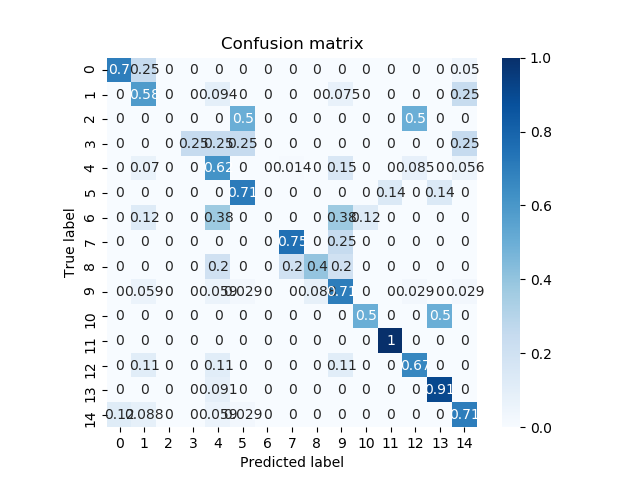 Confusion matrix
0 0.7 0.25 0 0 0 0 0 0 0 0 0 0 0 0 0.05
1 0 0.58 0 0 0.094 0 0 0 0 0.075 0 0 0 0 0.25
2 0 0 0 0 0 0.5 0 0 0 0 0 0 0.5 0 0
3 0 0 0 0.25 0.25 0.25 0 0 0 0 0 0 0 0 0.25
4 0 0.07 0 0 0.62 0 0 0.014 0 0.15 0 0 0.085 0 0.056
5 0 0 0 0 0 0.71 0 0 0 0 0 0.14 0 0.14 0
6 0 0.12 0 0 0.38 0 0 0 0 0.38 0.12 0 0 0 0
7 0 0 0 0 0 0 0 0.75 0 0.25 0 0 0 0 0
8 0 0 0 0 0.2 0 0 0.2 0.4 0.2 0 0 0 0 0
9 0 0.059 0 0 0.059 0.029 0 0 0.71 0 0 0.029 0 0.029
10 0 0 0 0 0 0 0 0 0 0 0.5 0 0 0.5 0
11 0 0 0 0 0 0 0 0 0 0 0 1 0 0 0
12 0 0.11 0 0 0.11 0 0 0 0 0.11 0 0 0.67 0 0
13 0 0 0 0 0.091 0 0 0 0 0 0 0 0 0.91 0
14 0.12 0.088 0 0 0.059 0.029 0 0 0 0 0 0 0 0 0.71
0 1 2 3 4 5 6 7 8 9 10 11 12 13 14
Predicted label
True label
1.0
0.8
0.6
0.4
0.2
0.0